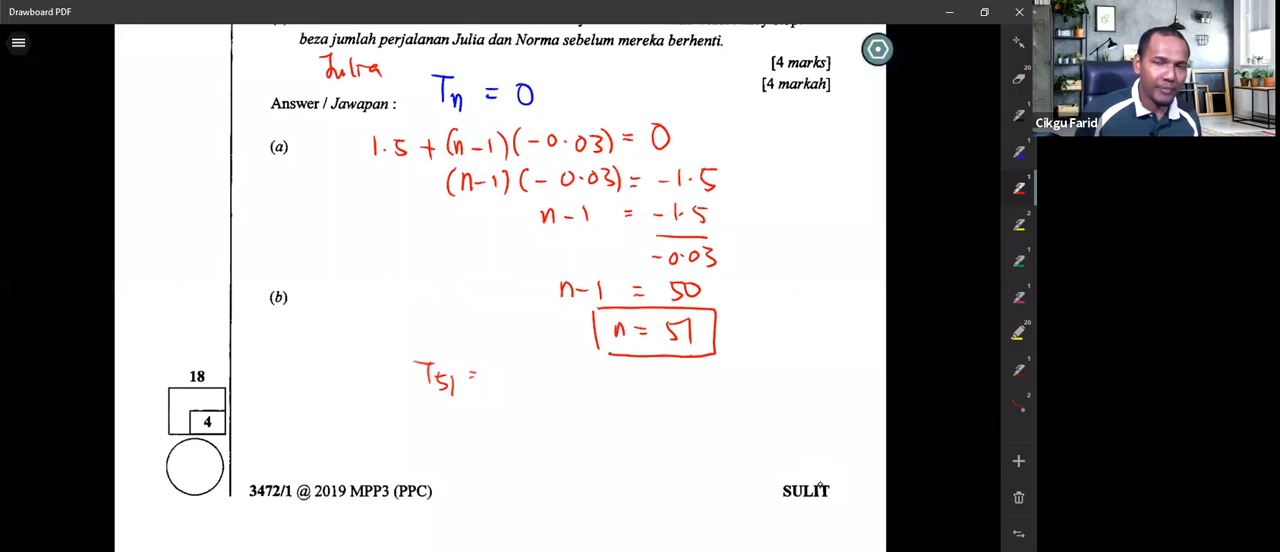 Drawboard PDF
beza jumlah perjalanan Julia dan Norma sebelum mereka berhenti.
Julia
[4 marks]
[4 markah]
Tn = 0
Answer / Jawapan :
Cikgu Farid
(a)
1.5 + (n-1)(-0.03) = 0
(n-1)(-0.03) = -1.5
n-1 = -1.5
-0.03
n-1 = 50
(b)
n = 51
T51 =
18
4
3472/1 @ 2019 MPP3 (PPC)
SULIT